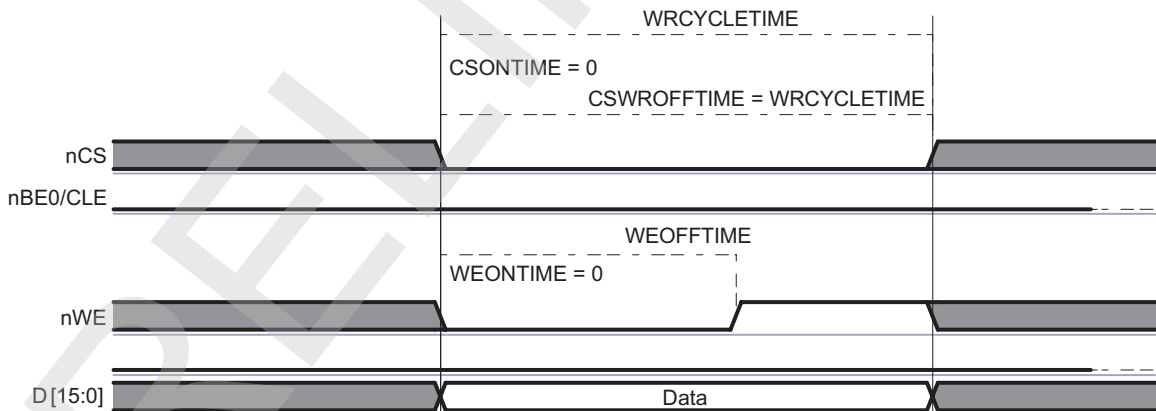 WRCYCLETIME
CSONTIME = 0
CSWROFFTIME = WRCYCLETIME
nCS
nBE0/CLE
WEOFFTIME
WEONTIME = 0
nWE
D[15:0]
Data